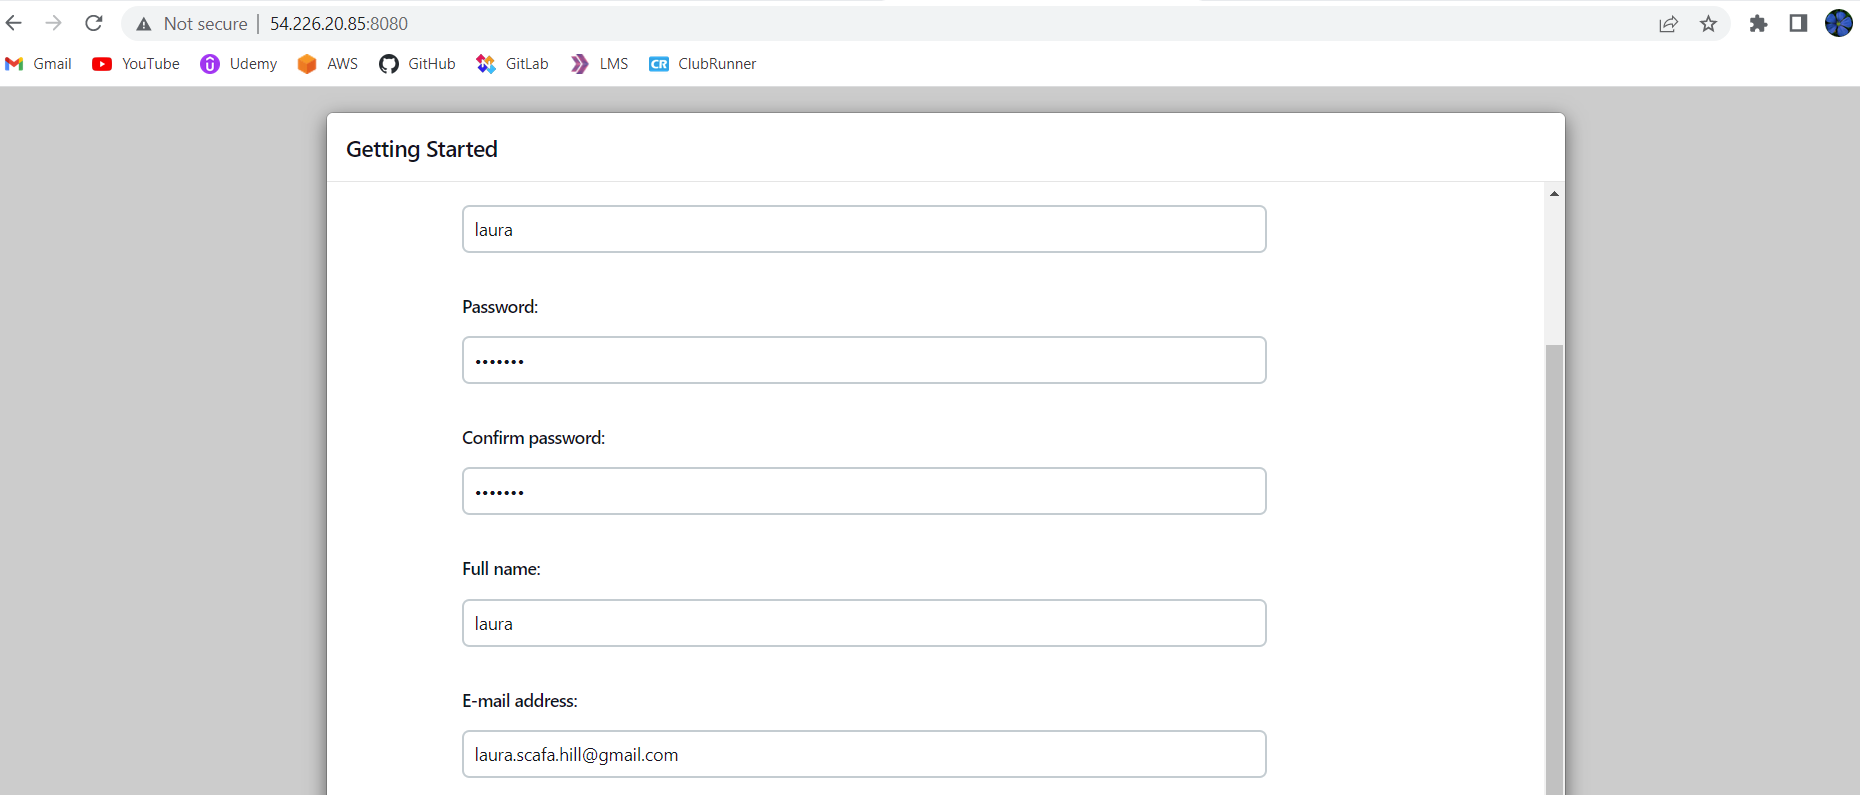 Not secure | 54.226.20.85:8080
Gmail YouTube Udemy AWS GitHub GitLab LMS CR ClubRunner
Getting Started
laura
Password:
•••••••
Confirm password:
•••••••
Full name:
laura
E-mail address:
laura.scafa.hill@gmail.com